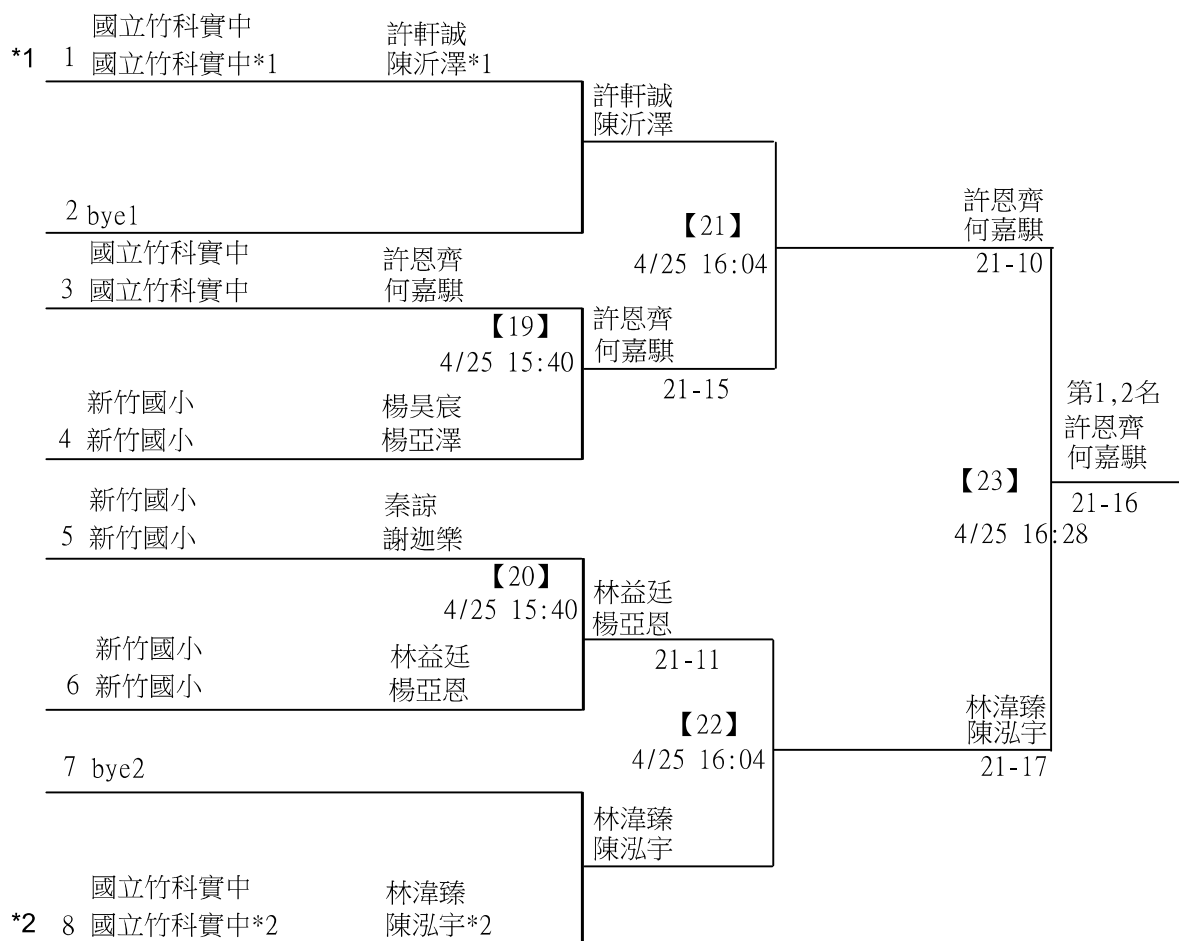 國立竹科實中 許軒誠
*1 1 國立竹科實中*1 陳沂澤*1
許軒誠
陳沂澤
2 bye1
【21】
4/25 16:04
許恩齊
何嘉騏
21-10
國立竹科實中 許恩齊
3 國立竹科實中 何嘉騏
【19】
4/25 15:40
許恩齊
何嘉騏
21-15
新竹國小 楊昊宸
4 新竹國小 楊亞澤
第1,2名
許恩齊
何嘉騏
21-16
【23】
4/25 16:28
新竹國小 秦諒
5 新竹國小 謝迦樂
【20】
4/25 15:40
林益廷
楊亞恩
21-11
新竹國小 林益廷
6 新竹國小 楊亞恩
【22】
4/25 16:04
林湋臻
陳泓宇
21-17
7 bye2
林湋臻
陳泓宇
國立竹科實中 林湋臻
*2 8 國立竹科實中*2 陳泓宇*2